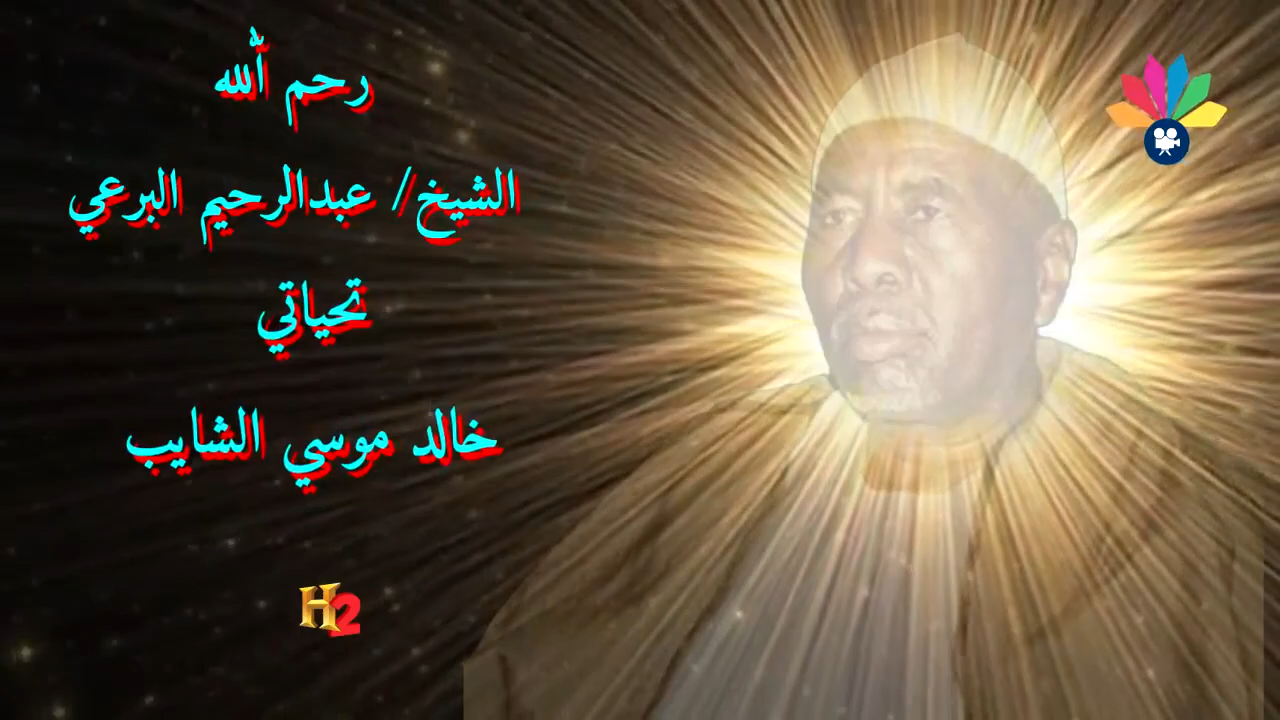 رحم الله
الشيخ/ عبدالرحيم البرعي
تحياتي
خالد موسي الشايب
H2